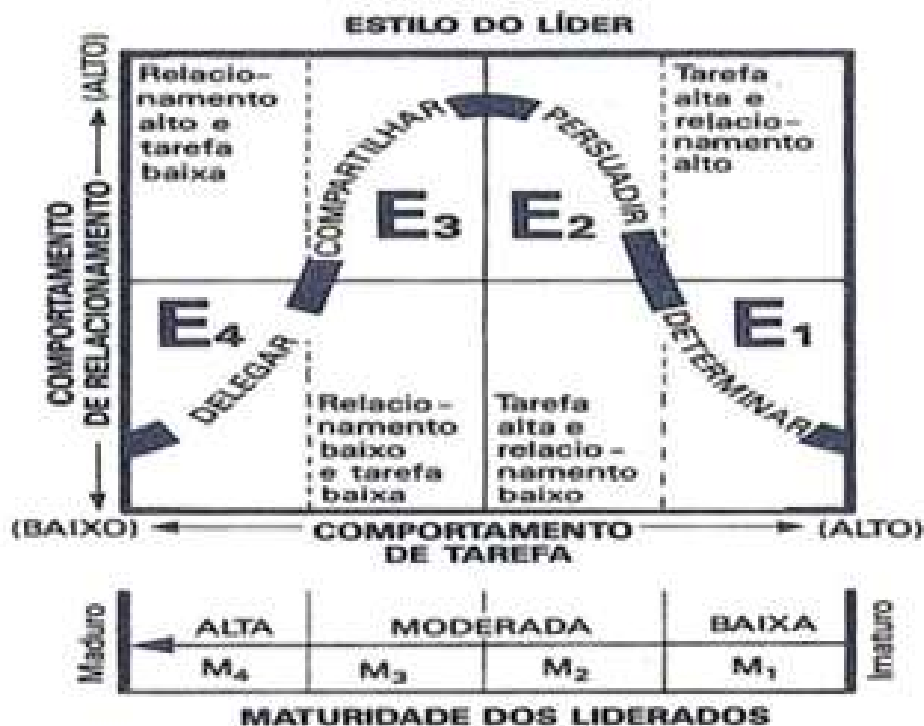 ESTILO DO LÍDER
(ALTO)
COMPORTAMENTO
DE RELACIONAMENTO
Relacio-
namento
alto e
tarefa
baixa
COMPARTILHAR
E3
PERSUADIR
E2
Tarefa
alta e
relacio-
namento
alto
E4
DELEGAR
Relacio-
namento
baixo
e tarefa
baixa
Tarefa
alta e
relacio-
namento
baixo
DETERMINAR
E1
(BAIXO)
COMPORTAMENTO
DE TAREFA
(ALTO)
Maduro
ALTA
MODERADA
BAIXA
Imaturo
M4
M3
M2
M1
MATURIDADE DOS LIDERADOS